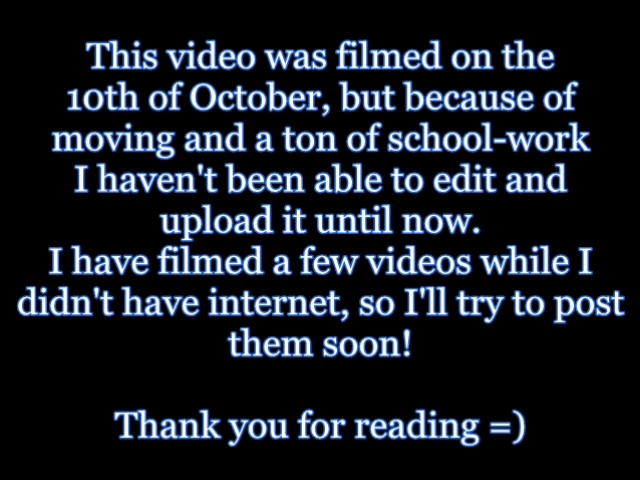 This video was filmed on the
10th of October, but because of
moving and a ton of school-work
I haven't been able to edit and
upload it until now.
I have filmed a few videos while I
didn't have internet, so I'll try to post
them soon!
Thank you for reading =)